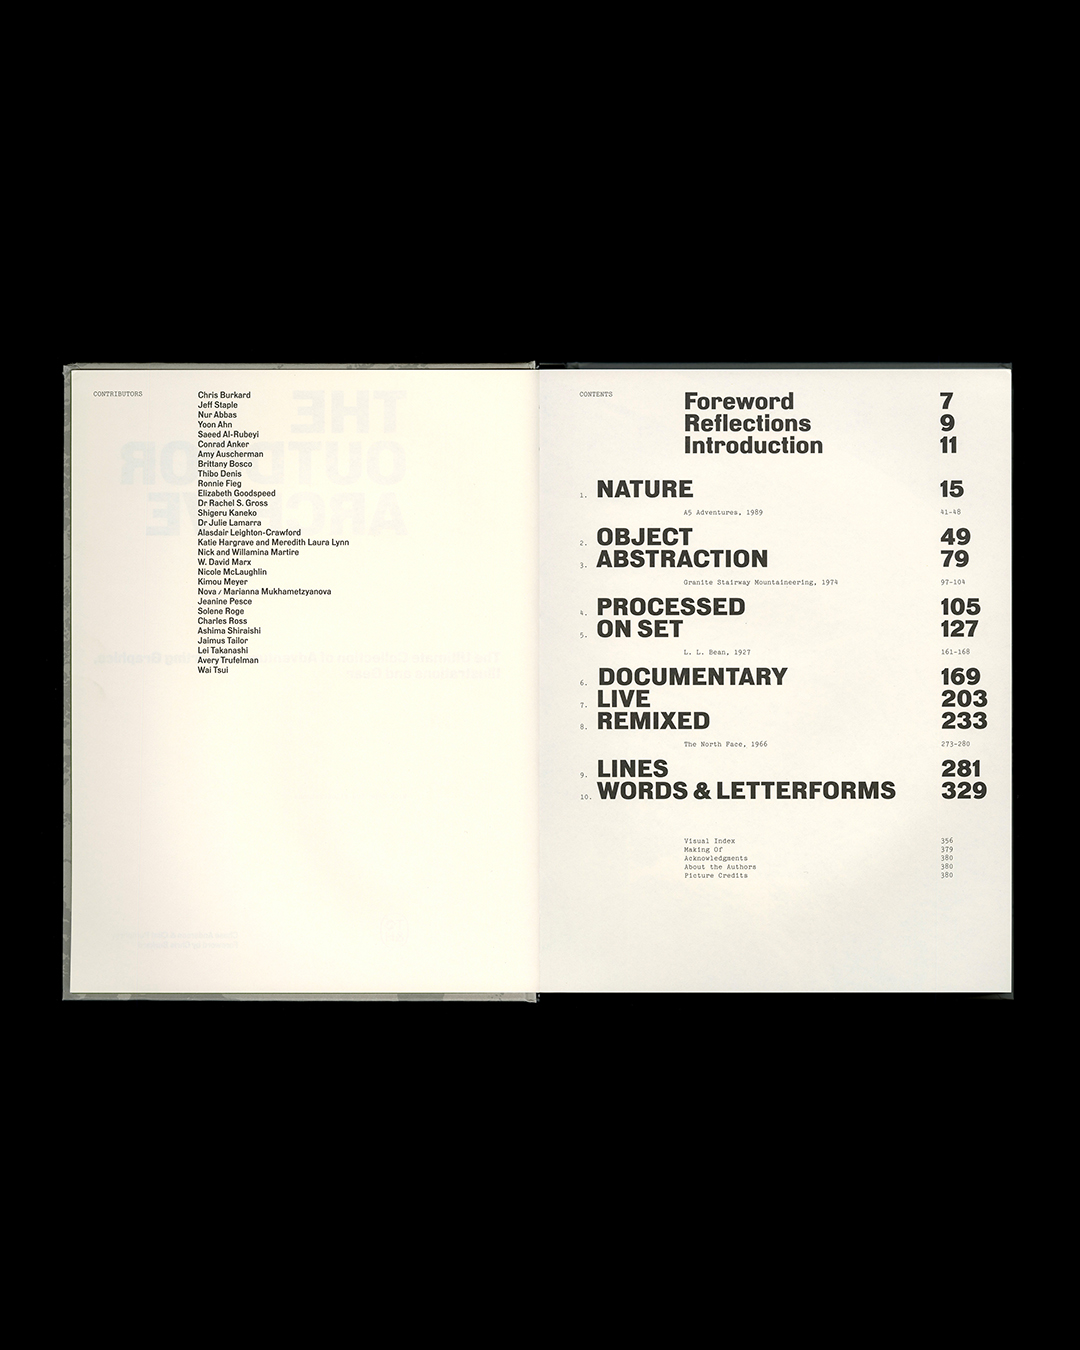 CONTRIBUTORS
Chris Burkard
Jeff Staple
Nur Abbas
Yoon Ahn
Saeed Al-Rubeyi
Conrad Anker
Amy Auscherman
Brittany Bosco
Thibo Denis
Ronnie Fieg
Elizabeth Goodspeed
Dr Rachel S. Gross
Shigeru Kaneko
Dr Julie Lamarra
Alasdair Leighton-Crawford
Katie Hargrave and Meredith Laura Lynn
Nick and Willamina Martire
W. David Marx
Nicole McLaughlin
Kimou Meyer
Nova / Marianna Mukhametzyanova
Jeanine Pesce
Solene Roge
Charles Ross
Ashima Shiraishi
Jaimus Tailor
Lei Takanashi
Avery Trufelman
Wai Tsui
THE
OUTDOOR
ARCHIVE
CONTENTS
Foreword 7
Reflections 9
Introduction 11
1. NATURE 15
A5 Adventures, 1989 41-48
2. OBJECT 49
3. ABSTRACTION 79
Granite Stairway Mountaineering, 1974 97-104
4. PROCESSED 105
5. ON SET 127
L. L. Bean, 1927 161-168
6. DOCUMENTARY 169
7. LIVE 203
8. REMIXED 233
The North Face, 1966 273-280
9. LINES 281
10. WORDS & LETTERFORMS 329
Visual Index 356
Making Of 379
Acknowledgments 380
About the Authors 380
Picture Credits 380